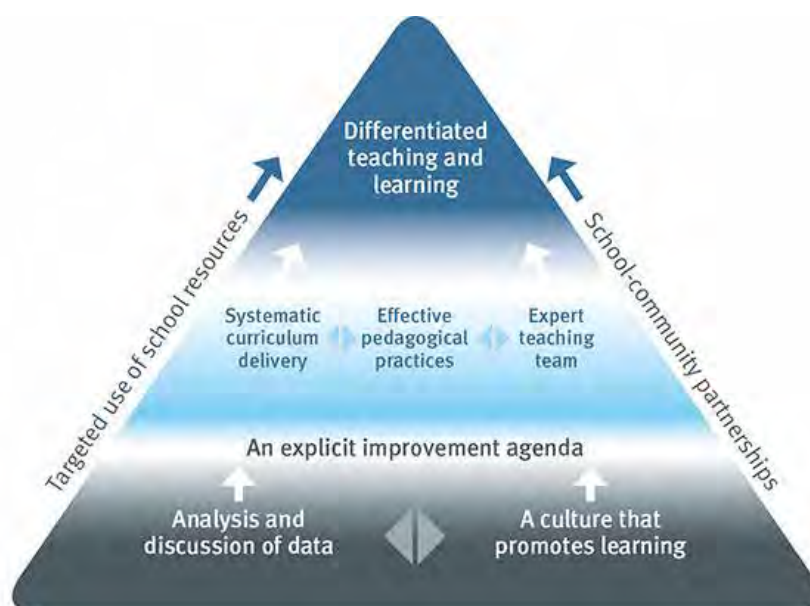 Differentiated
teaching and
learning
Targeted use of school resources
School-community partnerships
Systematic
curriculum
delivery
Effective
pedagogical
practices
Expert
teaching
team
An explicit improvement agenda
Analysis and
discussion of data
A culture that
promotes learning